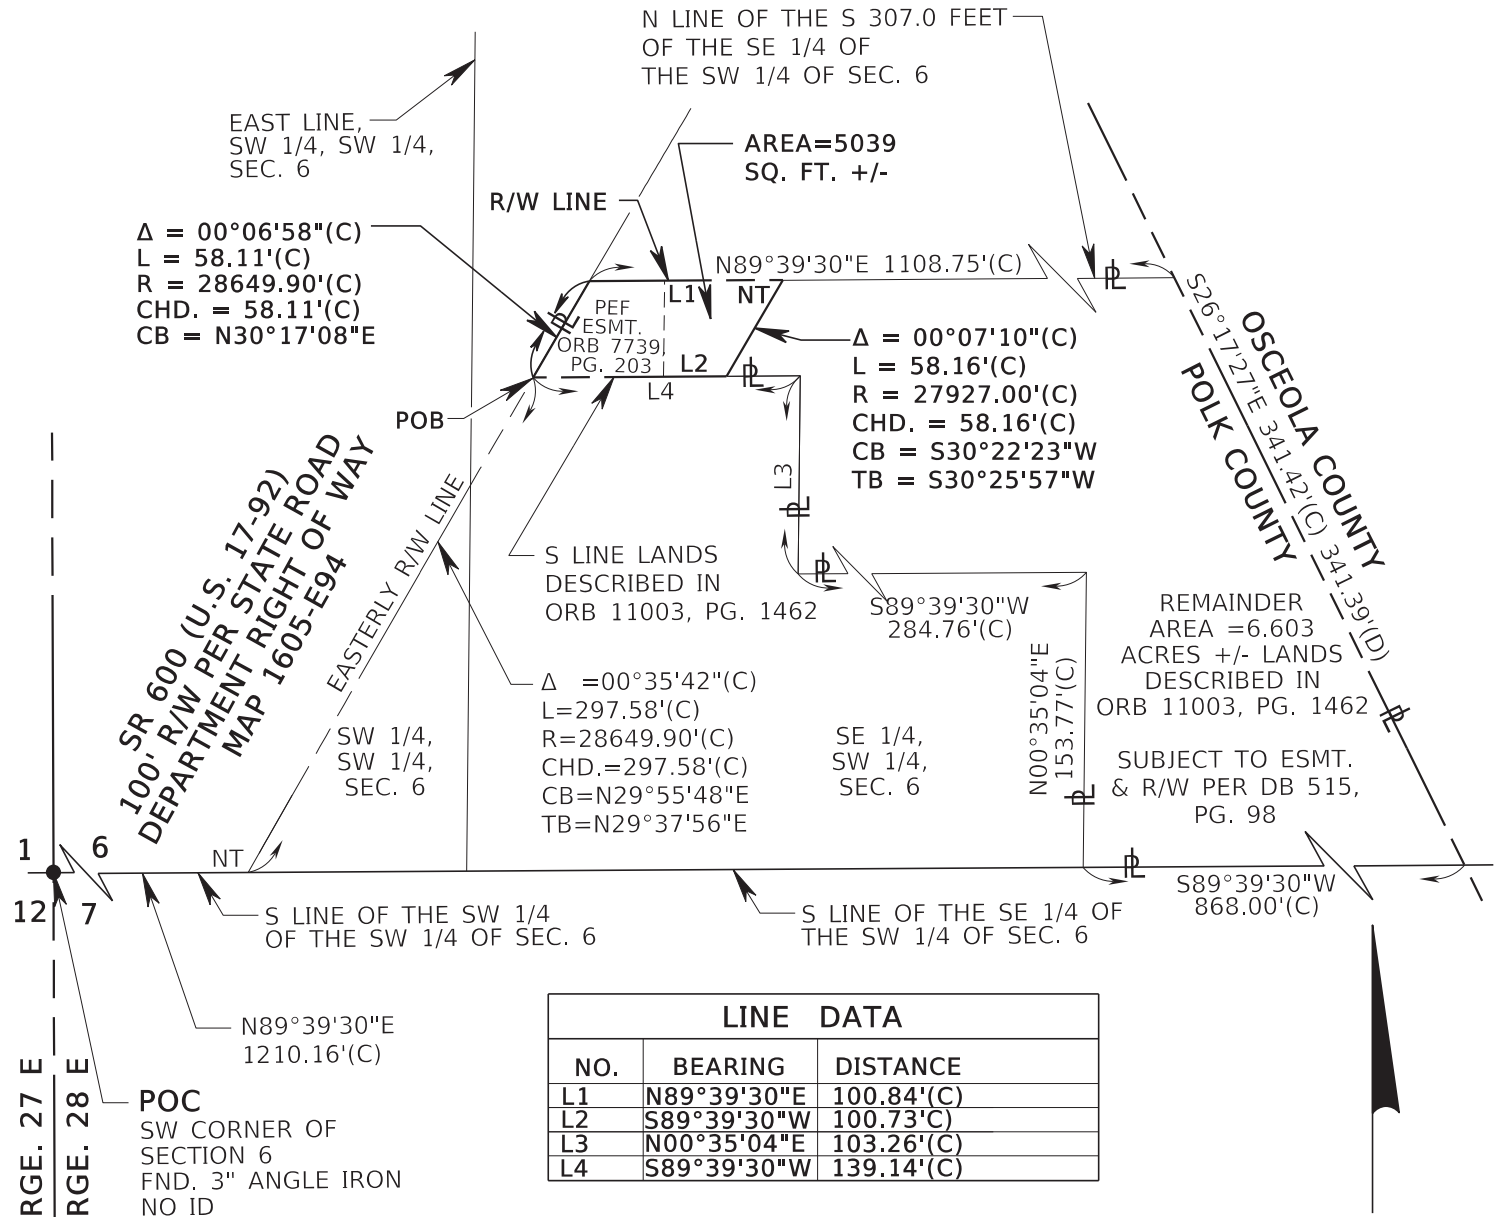 N LINE OF THE S 307.0 FEET
OF THE SE 1/4 OF
THE SW 1/4 OF SEC. 6
EAST LINE,
SW 1/4, SW 1/4,
SEC. 6
AREA=5039
SQ. FT. +/-
R/W LINE
Δ = 00°06'58"(C)
L = 58.11'(C)
R = 28649.90'(C)
CHD. = 58.11'(C)
CB = N30°17'08"E
N89°39'30"E 1108.75'(C)
PL
L1
NT
PL
PEF
ESMT.
ORB 7739,
PG. 203
L2
PL
L4
POB
Δ = 00°07'10"(C)
L = 58.16'(C)
R = 27927.00'(C)
CHD. = 58.16'(C)
CB = S30°22'23"W
TB = S30°25'57"W
S26°17'27"E 341.42'(C) 341.39'(D)
OSCEOLA COUNTY
POLK COUNTY
L3
PL
SR 600 (U.S. 17-92)
100' R/W PER STATE ROAD
DEPARTMENT RIGHT OF WAY
MAP 1605-E94
EASTERLY R/W LINE
S LINE LANDS
DESCRIBED IN
ORB 11003, PG. 1462
PL
S89°39'30"W
284.76'(C)
N00°35'04"E
153.77'(C)
PL
REMAINDER
AREA =6.603
ACRES +/- LANDS
DESCRIBED IN
ORB 11003, PG. 1462
PL
SUBJECT TO ESMT.
& R/W PER DB 515,
PG. 98
Δ =00°35'42"(C)
L=297.58'(C)
R=28649.90'(C)
CHD.=297.58'(C)
CB=N29°55'48"E
TB=N29°37'56"E
SW 1/4,
SW 1/4,
SEC. 6
SE 1/4,
SW 1/4,
SEC. 6
1 6
12 7
NT
PL
S89°39'30"W
868.00'(C)
S LINE OF THE SW 1/4
OF THE SW 1/4 OF SEC. 6
S LINE OF THE SE 1/4 OF
THE SW 1/4 OF SEC. 6
N89°39'30"E
1210.16'(C)
RGE. 27 E
RGE. 28 E
POC
SW CORNER OF
SECTION 6
FND. 3" ANGLE IRON
NO ID
LINE DATA
NO. BEARING DISTANCE
L1 N89°39'30"E 100.84'(C)
L2 S89°39'30"W 100.73'C)
L3 N00°35'04"E 103.26'(C)
L4 S89°39'30"W 139.14'(C)